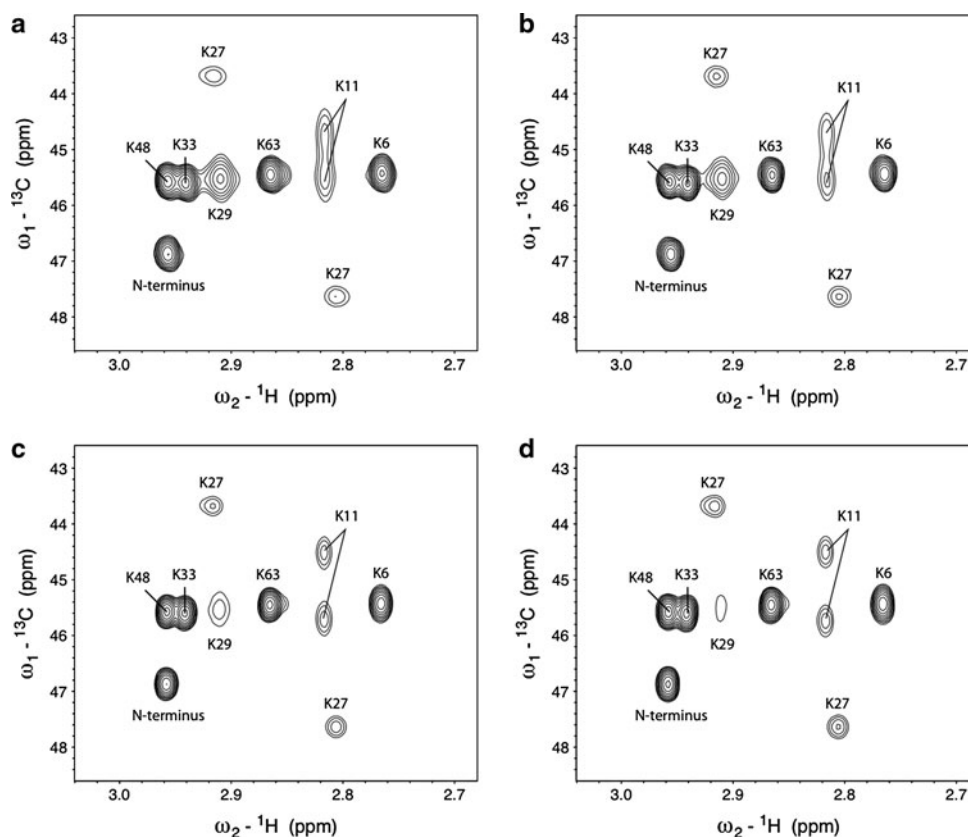 a
43
44
45
46
47
48
ω1 - 13C (ppm)
K27
K11
K48
K33
K63
K6
K29
N-terminus
K27
3.0
2.9
2.8
2.7
ω2 - 1H (ppm)
b
43
44
45
46
47
48
ω1 - 13C (ppm)
K27
K11
K48
K33
K63
K6
K29
N-terminus
K27
3.0
2.9
2.8
2.7
ω2 - 1H (ppm)
c
43
44
45
46
47
48
ω1 - 13C (ppm)
K27
K11
K48
K33
K63
K6
K29
N-terminus
K27
3.0
2.9
2.8
2.7
ω2 - 1H (ppm)
d
43
44
45
46
47
48
ω1 - 13C (ppm)
K27
K11
K48
K33
K63
K6
K29
N-terminus
K27
3.0
2.9
2.8
2.7
ω2 - 1H (ppm)